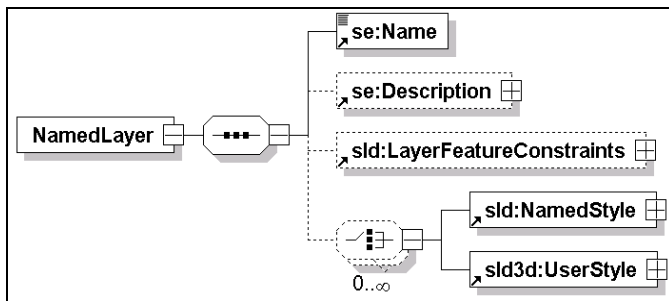 se:Name
se:Description
NamedLayer
sld:LayerFeatureConstraints
sld:NamedStyle
0..∞
sld3d:UserStyle